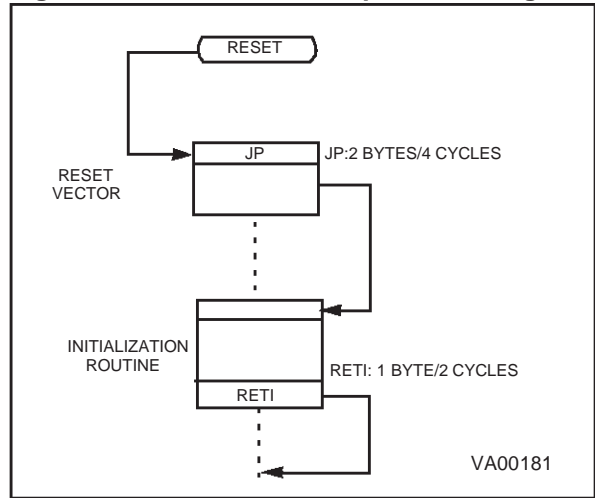 RESET
JP
JP:2 BYTES/4 CYCLES
RESET
VECTOR
INITIALIZATION
ROUTINE
RETI: 1 BYTE/2 CYCLES
RETI
VA00181